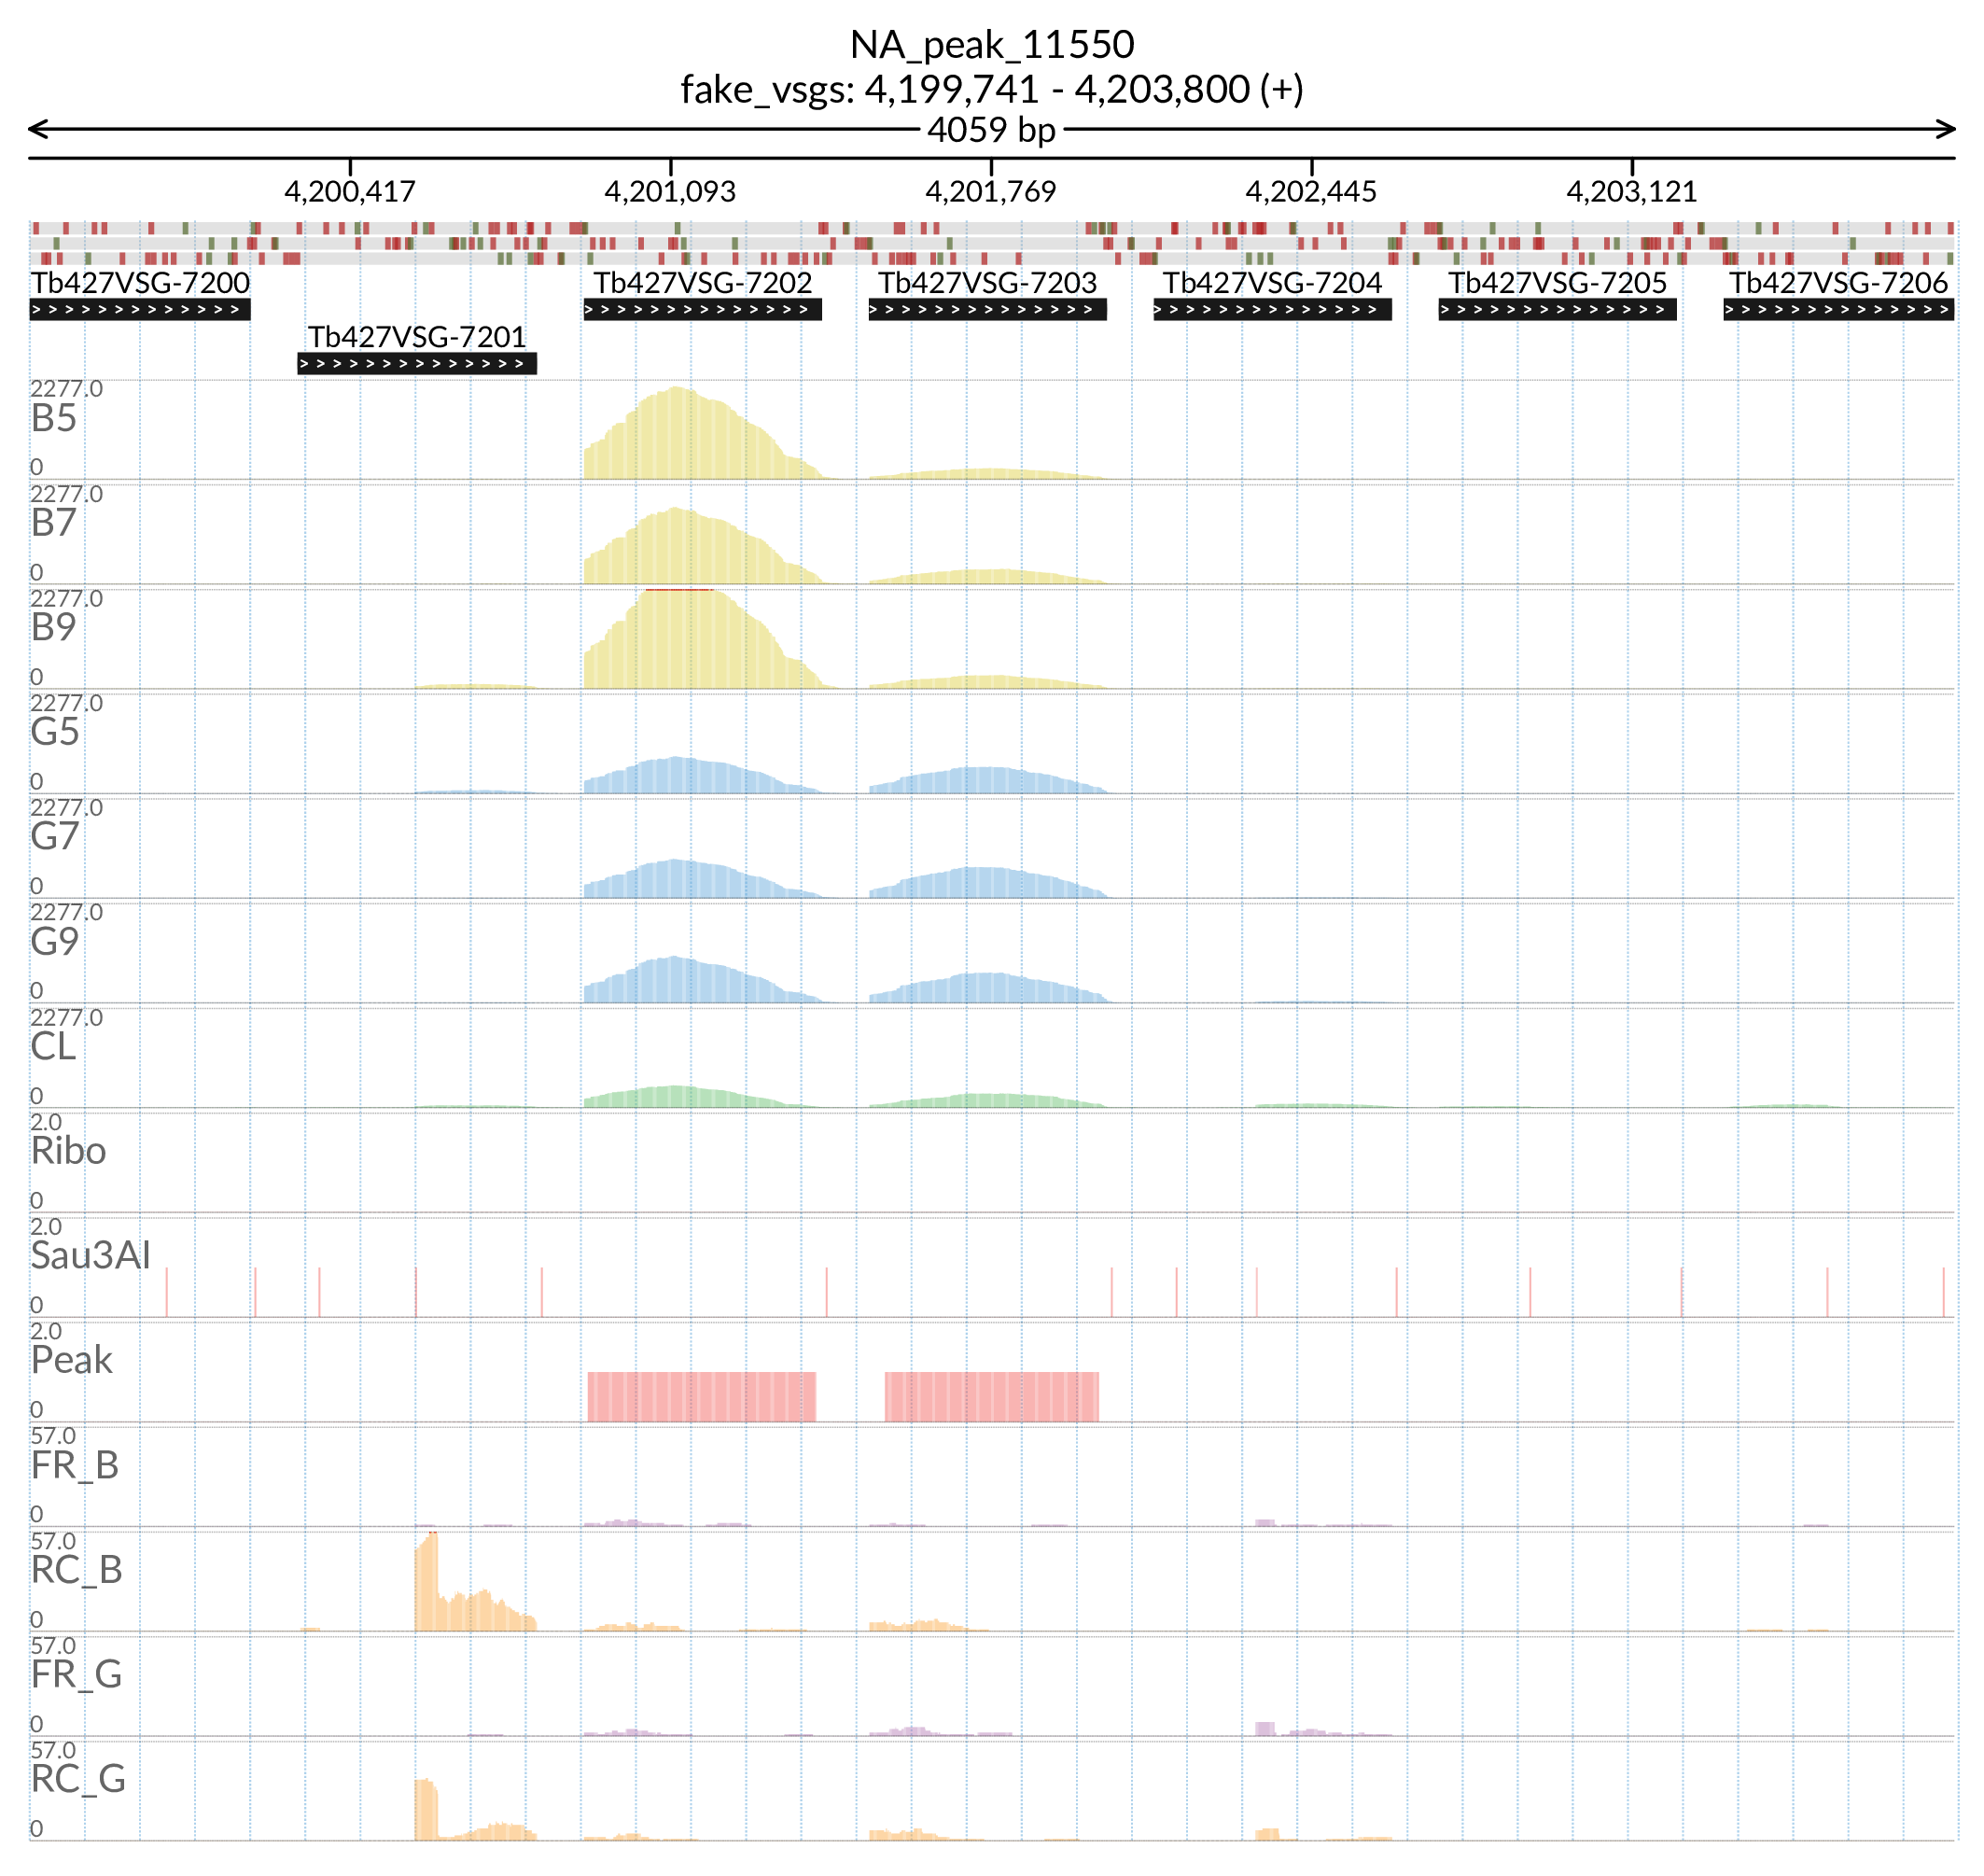 NA_peak_11550
fake_vsgs: 4,199,741 - 4,203,800 (+)
4059 bp
4,200,417 4,201,093 4,201,769 4,202,445 4,203,121
Tb427VSG-7200 Tb427VSG-7202 Tb427VSG-7203 Tb427VSG-7204 Tb427VSG-7205 Tb427VSG-7206
Tb427VSG-7201
2277.0
B5
0
2277.0
B7
0
2277.0
B9
0
2277.0
G5
0
2277.0
G7
0
2277.0
G9
0
2277.0
CL
0
2.0
Ribo
0
2.0
Sau3AI
0
2.0
Peak
0
57.0
FR_B
0
57.0
RC_B
0
57.0
FR_G
0
57.0
RC_G
0